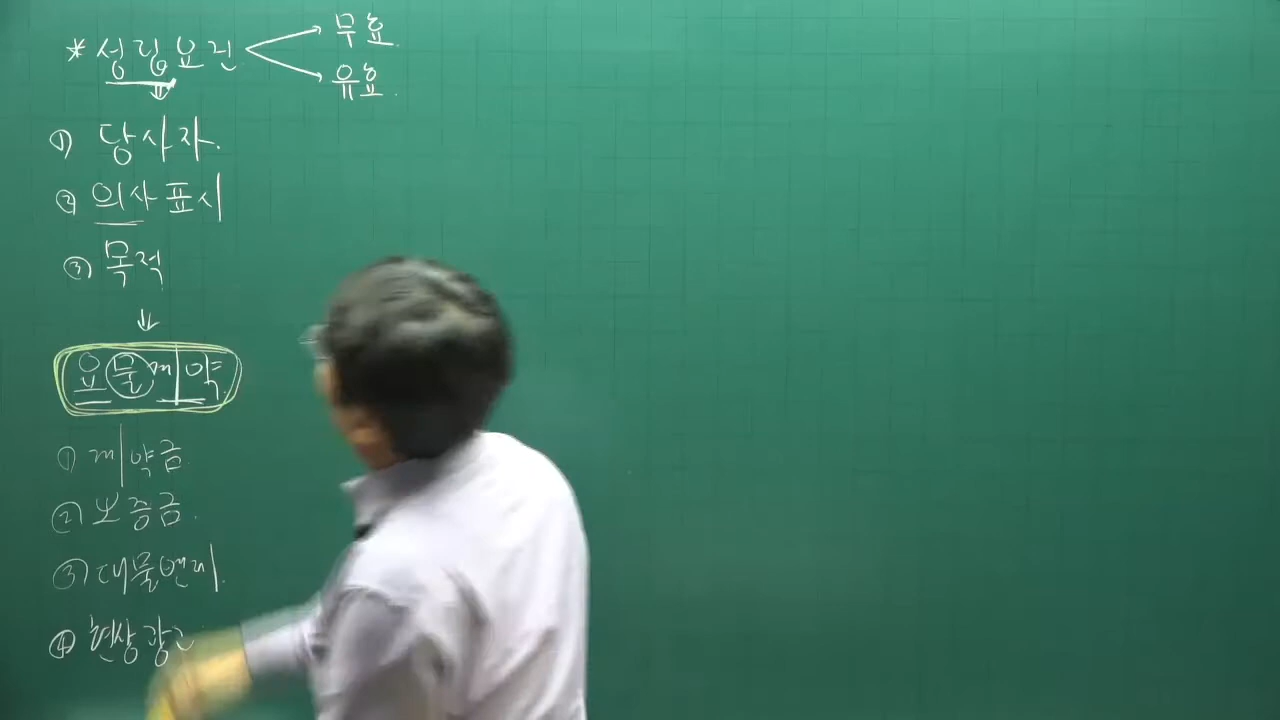 * 성립요건
무효.
유효.
① 당사자.
② 의사표시
③ 목적
요물계약
① 계약금
② 보증금.
③ 대물변제.
④ 현상광고